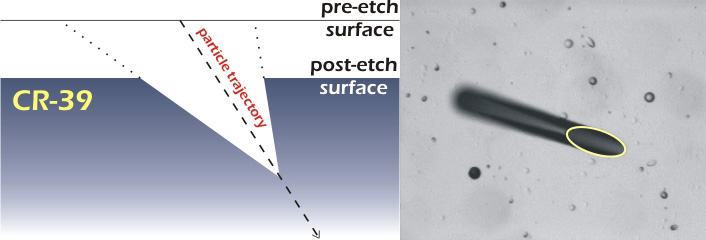 pre-etch
surface
post-etch
surface
CR-39
particle trajectory